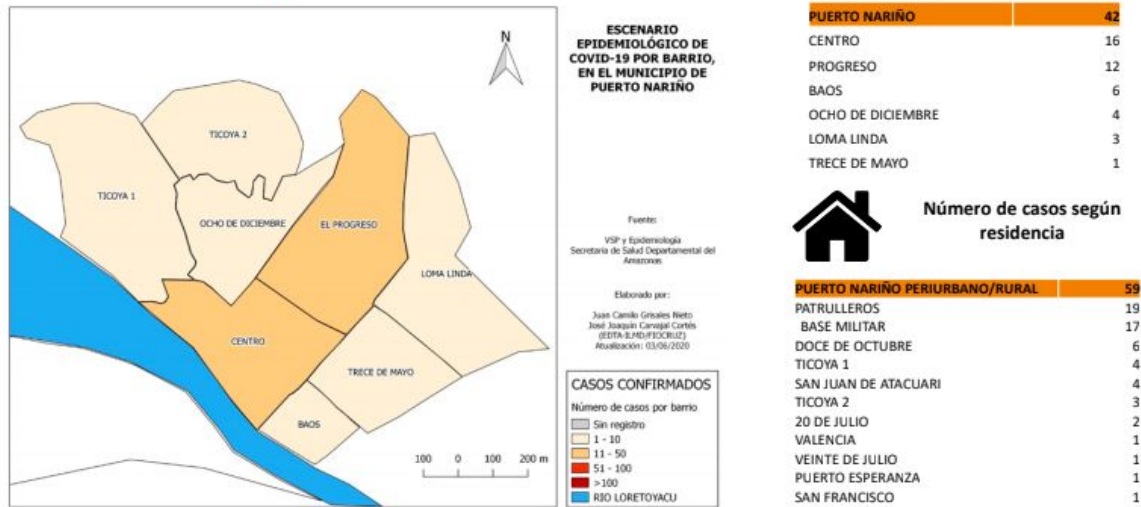 N
TICOYA 2
TICOYA 1
OCHO DE DICIEMBRE
EL PROGRESO
LOMA LINDA
CENTRO
TRECE DE MAYO
BAOS
100 0 100 200 m
ESCENARIO
EPIDEMIOLÓGICO DE
COVID-19 POR BARRIO,
EN EL MUNICIPIO DE
PUERTO NARIÑO
Fuente:
VSP y Epidemiología
Secretaria de Salud Departamental del
Amazonas
Elaborado por:
Juan Camilo Grisales Nieto
José Joaquín Carvajal Cortés
(EDTA-ILMD/FIOCRUZ)
Actualización: 03/06/2020
CASOS CONFIRMADOS
Número de casos por barrio
Sin registro
1 - 10
11 - 50
51 - 100
>100
RIO LORETOYACU
PUERTO NARIÑO 42
CENTRO 16
PROGRESO 12
BAOS 6
OCHO DE DICIEMBRE 4
LOMA LINDA 3
TRECE DE MAYO 1
Número de casos según
residencia
PUERTO NARIÑO PERIURBANO/RURAL 59
PATRULLEROS 19
BASE MILITAR 17
DOCE DE OCTUBRE 6
TICOYA 1 4
SAN JUAN DE ATACUARI 4
TICOYA 2 3
20 DE JULIO 2
VALENCIA 1
VEINTE DE JULIO 1
PUERTO ESPERANZA 1
SAN FRANCISCO 1